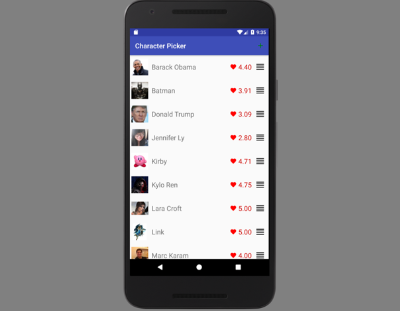 9:35
Character Picker
Barack Obama 4.40
Batman 3.91
Donald Trump 3.09
Jennifer Ly 2.80
Kirby 4.71
Kylo Ren 4.75
Lara Croft 5.00
Link 5.00
Marc Karam 4.00